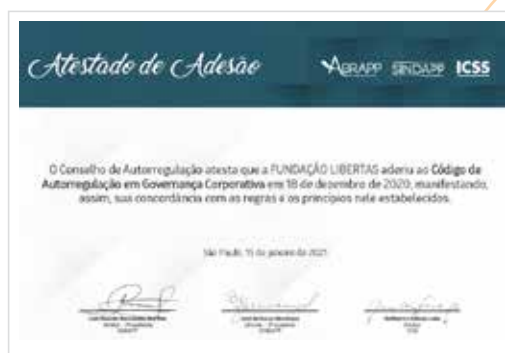 Atestado de Adesão
ABRAPP SINDAPP ICSS
O Conselho de Autorregulação atesta que a FUNDAÇÃO LIBERTAS aderiu ao Código de
Autorregulação em Governança Corporativa em 18 de dezembro de 2020, manifestando,
assim, sua concordância com as regras e os princípios nele estabelecidos.
São Paulo, 15 de janeiro de 2021